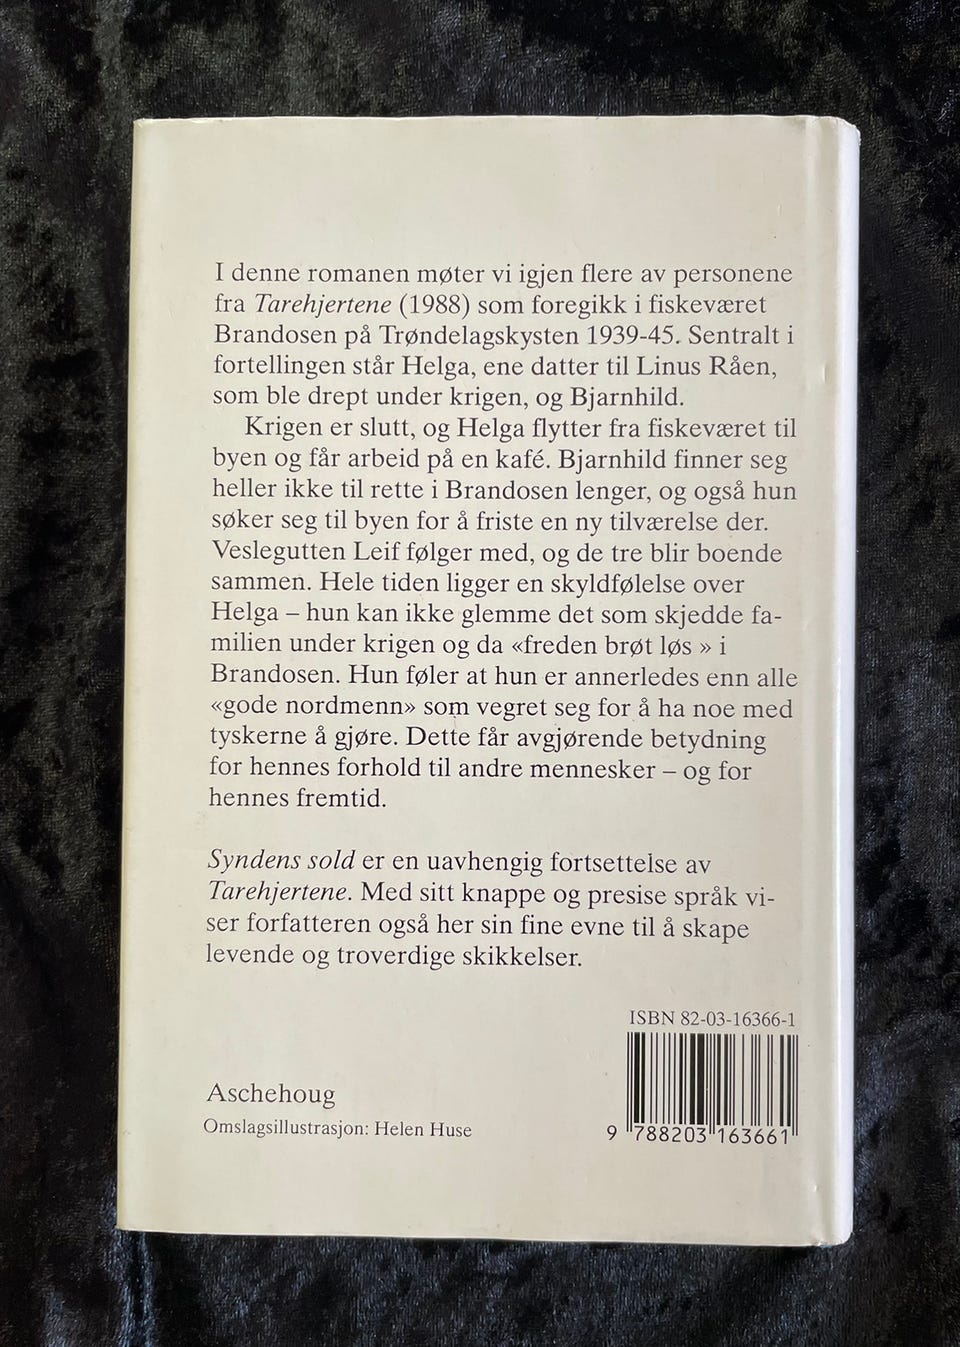 I denne romanen møter vi igjen flere av personene
fra Tarehjertene (1988) som foregikk i fiskeværet
Brandosen på Trøndelagskysten 1939-45. Sentralt i
fortellingen står Helga, ene datter til Linus Råen,
som ble drept under krigen, og Bjarnhild.
Krigen er slutt, og Helga flytter fra fiskeværet til
byen og får arbeid på en kafé. Bjarnhild finner seg
heller ikke til rette i Brandosen lenger, og også hun
søker seg til byen for å friste en ny tilværelse der.
Veslegutten Leif følger med, og de tre blir boende
sammen. Hele tiden ligger en skyldfølelse over
Helga – hun kan ikke glemme det som skjedde fa-
milien under krigen og da «freden brøt løs » i
Brandosen. Hun føler at hun er annerledes enn alle
«gode nordmenn» som vegret seg for å ha noe med
tyskerne å gjøre. Dette får avgjørende betydning
for hennes forhold til andre mennesker – og for
hennes fremtid.
Syndens sold er en uavhengig fortsettelse av
Tarehjertene. Med sitt knappe og presise språk vi-
ser forfatteren også her sin fine evne til å skape
levende og troverdige skikkelser.
ISBN 82-03-16366-1
9 788203 163661
Aschehoug
Omslagsillustrasjon: Helen Huse